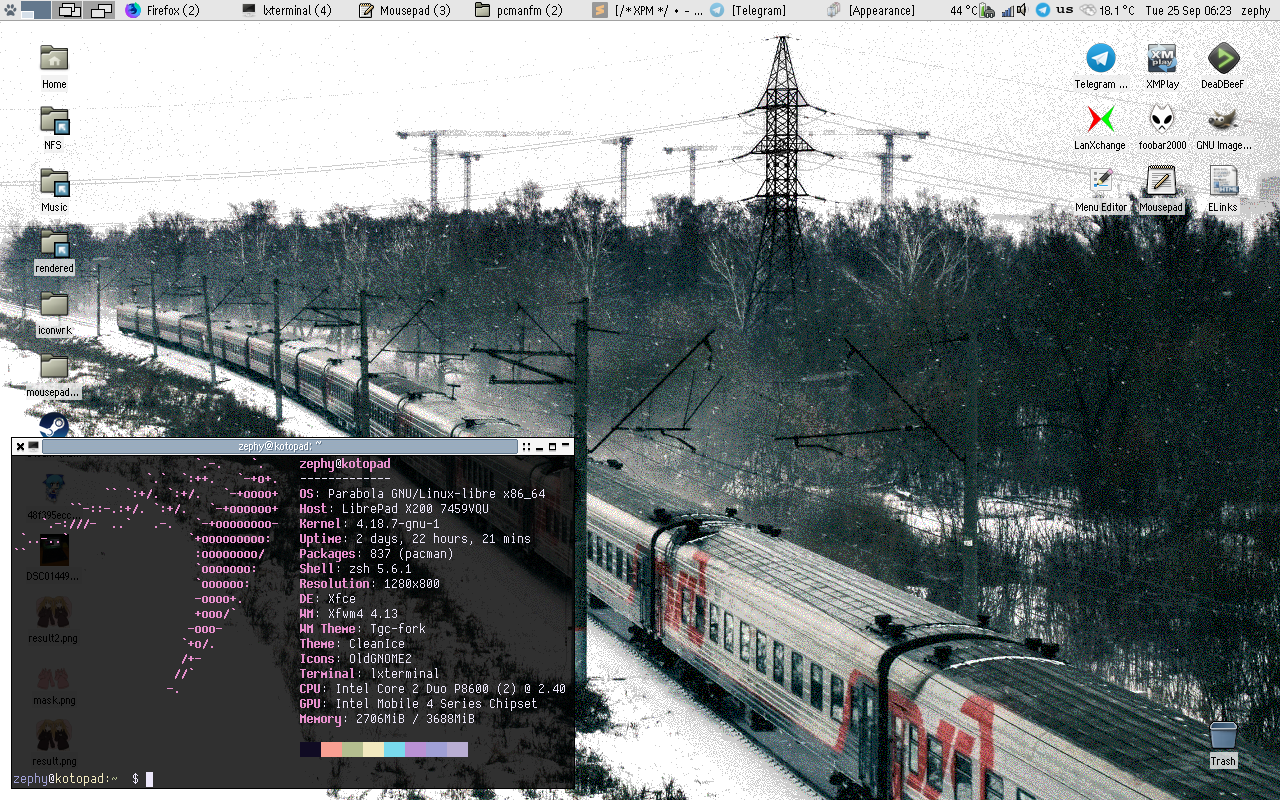 Firefox (2)
lxterminal (4)
Mousepad (3)
pcmanfm (2)
[/* XPM */ • - ...
[Telegram]
[Appearance]
44 °C
us
18.1 °C
Tue 25 Sep 06:23
zephy
Home
NFS
Music
rendered
iconwrk
mousepad...
Telegram ...
XMPlay
DeaDBeeF
LanXchange
foobar2000
GNU Image...
Menu Editor
Mousepad
ELinks
zephy@kotopad: ~
zephy@kotopad
-------------
OS: Parabola GNU/Linux-libre x86_64
Host: LibrePad X200 7459VQU
Kernel: 4.18.7-gnu-1
Uptime: 2 days, 22 hours, 21 mins
Packages: 837 (pacman)
Shell: zsh 5.6.1
Resolution: 1280x800
DE: Xfce
WM: Xfwm4 4.13
WM Theme: Tgc-fork
Theme: CleanIce
Icons: OldGNOME2
Terminal: lxterminal
CPU: Intel Core 2 Duo P8600 (2) @ 2.40
GPU: Intel Mobile 4 Series Chipset
Memory: 2706MiB / 3688MiB
zephy@kotopad:~ $
48f395ecc...
DSC01449...
result2.png
mask.png
result.png
Trash